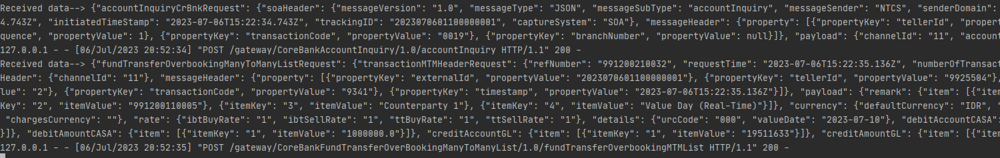 Received data--> {"accountInquiryCrBnkRequest": {"soaHeader": {"messageVersion": "1.0", "messageType": "JSON", "messageSubType": "accountInquiry", "messageSender": "NTCS", "senderDomain":
4.743Z", "initiatedTimeStamp": "2023-07-06T15:22:34.743Z", "trackingID": "2023070601100000001", "captureSystem": "SOA"}, "messageHeader": {"property": [{"propertyKey": "tellerId", "propert
quence", "propertyValue": 1}, {"propertyKey": "transactionCode", "propertyValue": "0019"}, {"propertyKey": "branchNumber", "propertyValue": null}]}, "payload": {"channelId": "11", "account
127.0.0.1 - - [06/Jul/2023 20:52:34] "POST /gateway/CoreBankAccountInquiry/1.0/accountInquiry HTTP/1.1" 200 -
Received data--> {"fundTransferOverbookingManyToManyListRequest": {"transactionMTMHeaderRequest": {"refNumber": "991200210032", "requestTime": "2023-07-06T15:22:35.136Z", "numberOfTransact
Header": {"channelId": "11"}, "messageHeader": {"property": [{"propertyKey": "externalId", "propertyValue": "2023070601100000001"}, {"propertyKey": "tellerId", "propertyValue": "9925504"},
lue": "2"}, {"propertyKey": "transactionCode", "propertyValue": "9341"}, {"propertyKey": "timestamp", "propertyValue": "2023-07-06T15:22:35.136Z"}]}, "payload": {"remark": {"item": [{"item
Key": "2", "itemValue": "991200110005"}, {"itemKey": "3", "itemValue": "Counterparty 1"}, {"itemKey": "4", "itemValue": "Value Day (Real-Time)"}]}, "currency": {"defaultCurrency": "IDR", "
"chargesCurrency": ""}, "rate": {"ibtBuyRate": "1", "ibtSellRate": "1", "ttBuyRate": "1", "ttSellRate": "1"}, "details": {"urcCode": "000", "valueDate": "2023-07-10"}, "debitAccountCASA":
}]}, "debitAmountCASA": {"item": [{"itemKey": "1", "itemValue": "1000000.0"}]}, "creditAccountGL": {"item": [{"itemKey": "1", "itemValue": "19511633"}]}, "creditAmountGL": {"item": [{"item
127.0.0.1 - - [06/Jul/2023 20:52:35] "POST /gateway/CoreBankFundTransferOverBookingManyToManyList/1.0/fundTransferOverbookingMTMList HTTP/1.1" 200 -